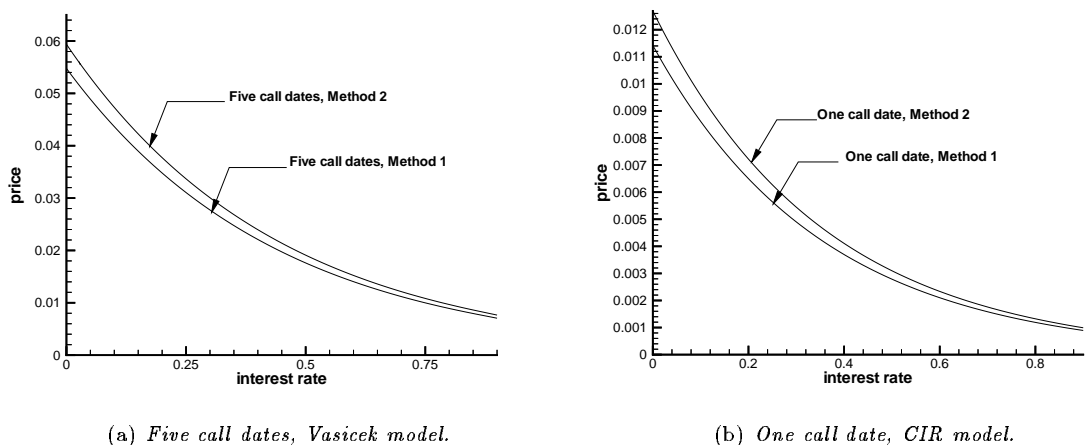 0.06
0.05
0.04
0.03
0.02
0.01
0
price
Five call dates, Method 2
Five call dates, Method 1
0
0.25
0.5
0.75
interest rate
(a) Five call dates, Vasicek model.
0.012
0.011
0.009
0.008
0.007
0.006
0.004
0.003
0.002
0.001
0
price
One call date, Method 2
One call date, Method 1
0
0.2
0.4
0.6
0.8
interest rate
(b) One call date, CIR model.